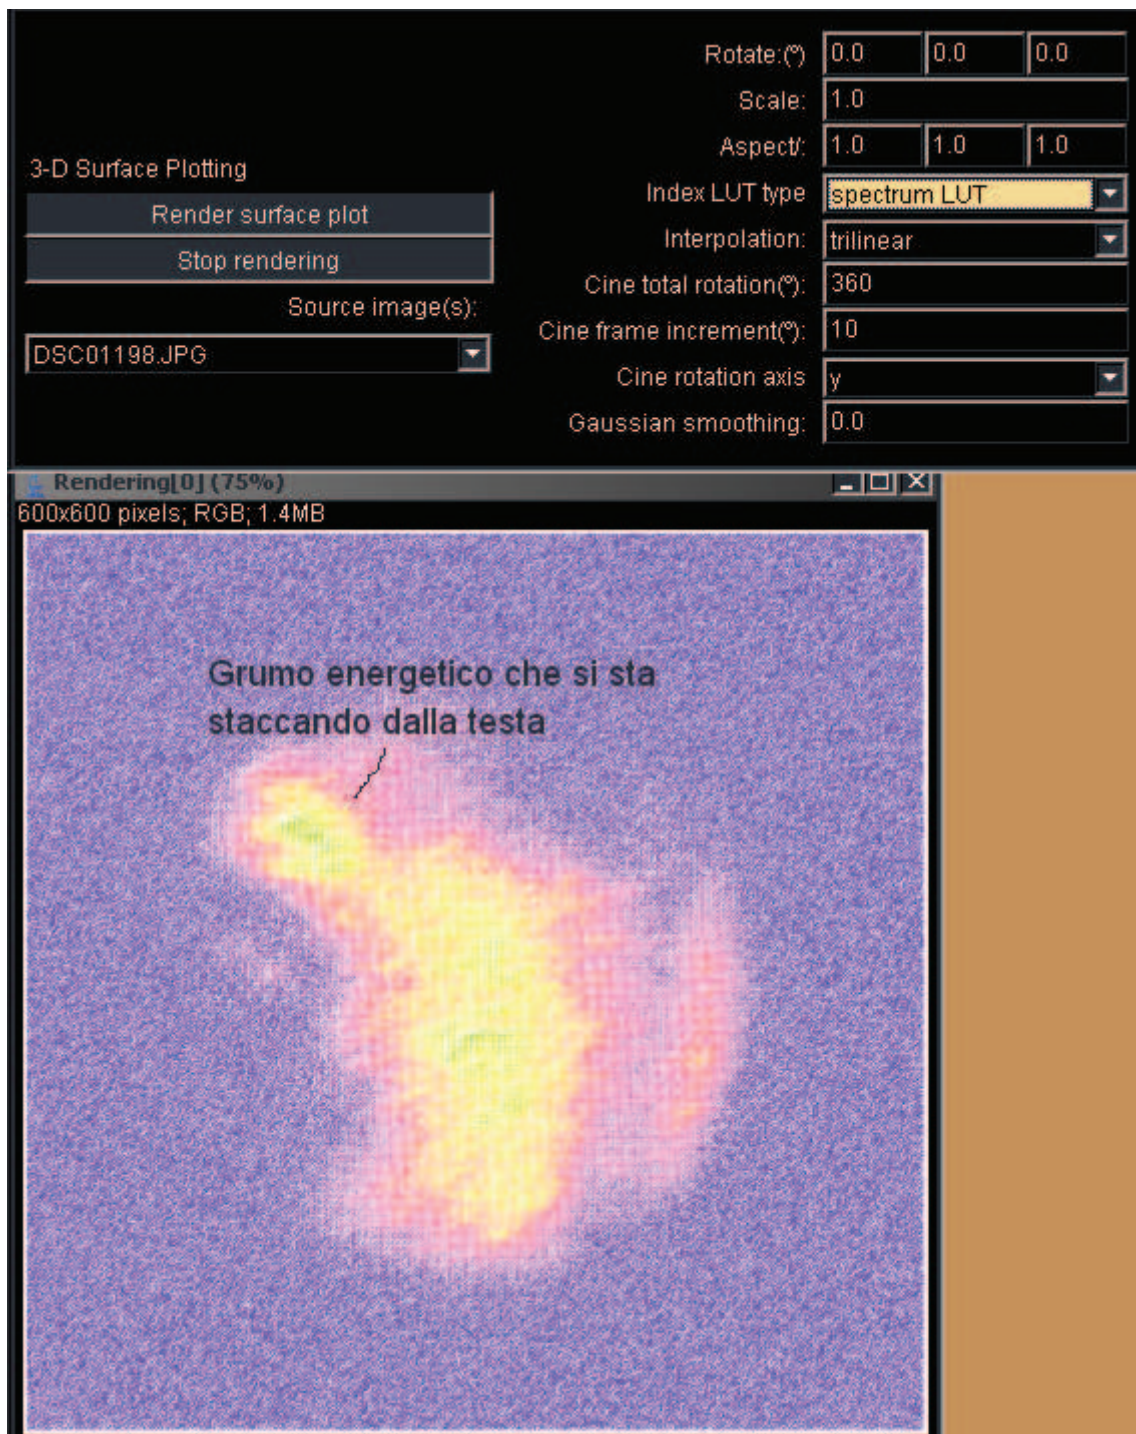 Rotate:(º) 0.0 0.0 0.0
Scale: 1.0
Aspect/: 1.0 1.0 1.0
3-D Surface Plotting
Index LUT type spectrum LUT
Render surface plot
Interpolation: trilinear
Stop rendering
Cine total rotation(º): 360
Source image(s):
Cine frame increment(º): 10
DSC01198.JPG
Cine rotation axis y
Gaussian smoothing: 0.0
Rendering[0] (75%)
600x600 pixels; RGB; 1.4MB
Grumo energetico che si sta
staccando dalla testa